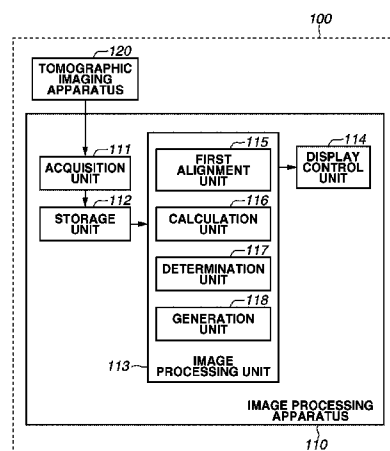 100
120
TOMOGRAPHIC
IMAGING
APPARATUS
115
FIRST
ALIGNMENT
UNIT
114
DISPLAY
CONTROL
UNIT
111
ACQUISITION
UNIT
116
CALCULATION
UNIT
112
STORAGE
UNIT
117
DETERMINATION
UNIT
118
GENERATION
UNIT
113
IMAGE
PROCESSING UNIT
IMAGE PROCESSING
APPARATUS
110